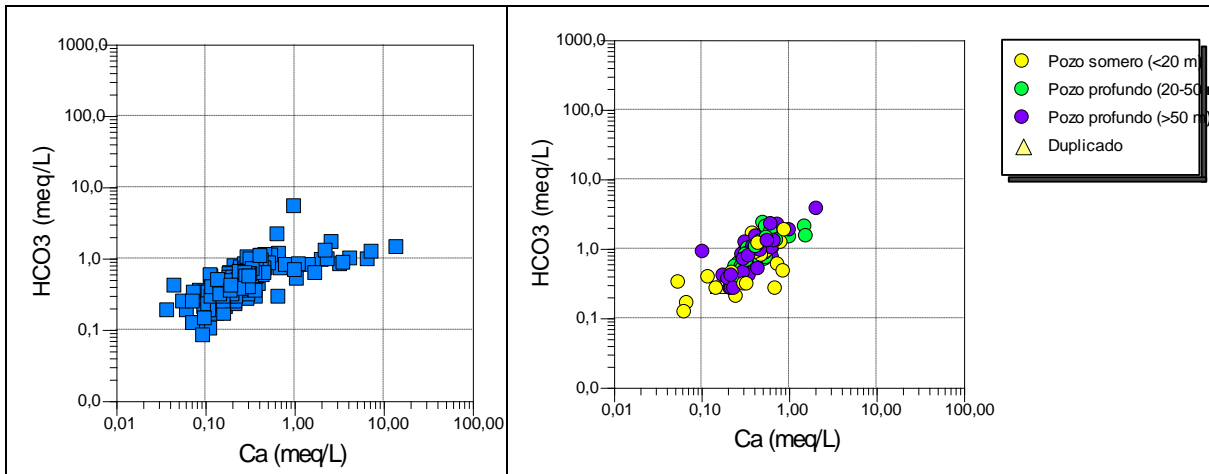 1000,0
100,0
10,0
1,0
0,1
0,0
HCO3 (meq/L)
0,01
0,10
1,00
10,00
100,00
Ca (meq/L)
1000,0
100,0
10,0
1,0
0,1
0,0
HCO3 (meq/L)
0,01
0,10
1,00
10,00
100,00
Ca (meq/L)
Pozo somero (<20 m)
Pozo profundo (20-50 m
Pozo profundo (>50 m)
Duplicado